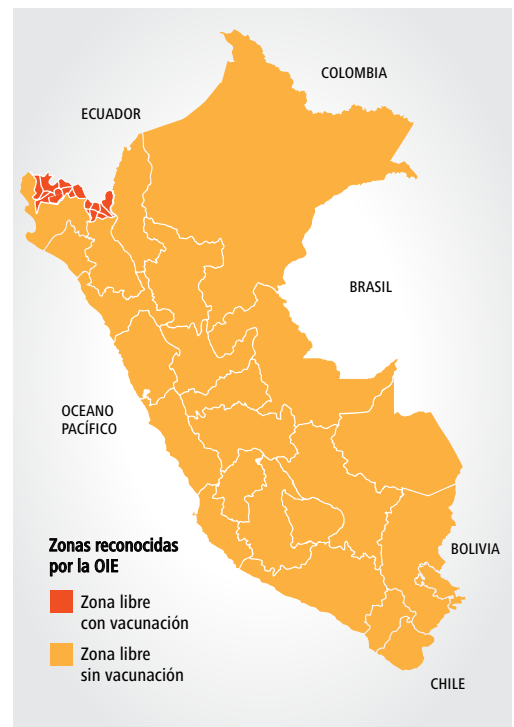 COLOMBIA
ECUADOR
BRASIL
OCEANO
PACÍFICO
Zonas reconocidas
por la OIE
BOLIVIA
Zona libre
con vacunación
Zona libre
sin vacunación
CHILE